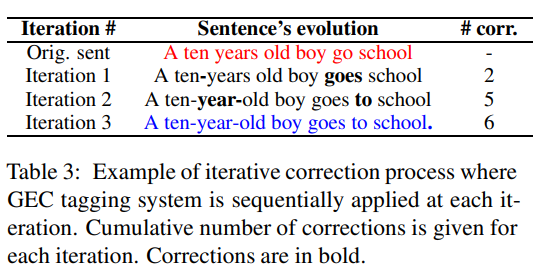 Iteration # Sentence's evolution # corr.
Orig. sent A ten years old boy go school -
Iteration 1 A ten-years old boy goes school 2
Iteration 2 A ten-year-old boy goes to school 5
Iteration 3 A ten-year-old boy goes to school. 6
Table 3: Example of iterative correction process where
GEC tagging system is sequentially applied at each it-
eration. Cumulative number of corrections is given for
each iteration. Corrections are in bold.